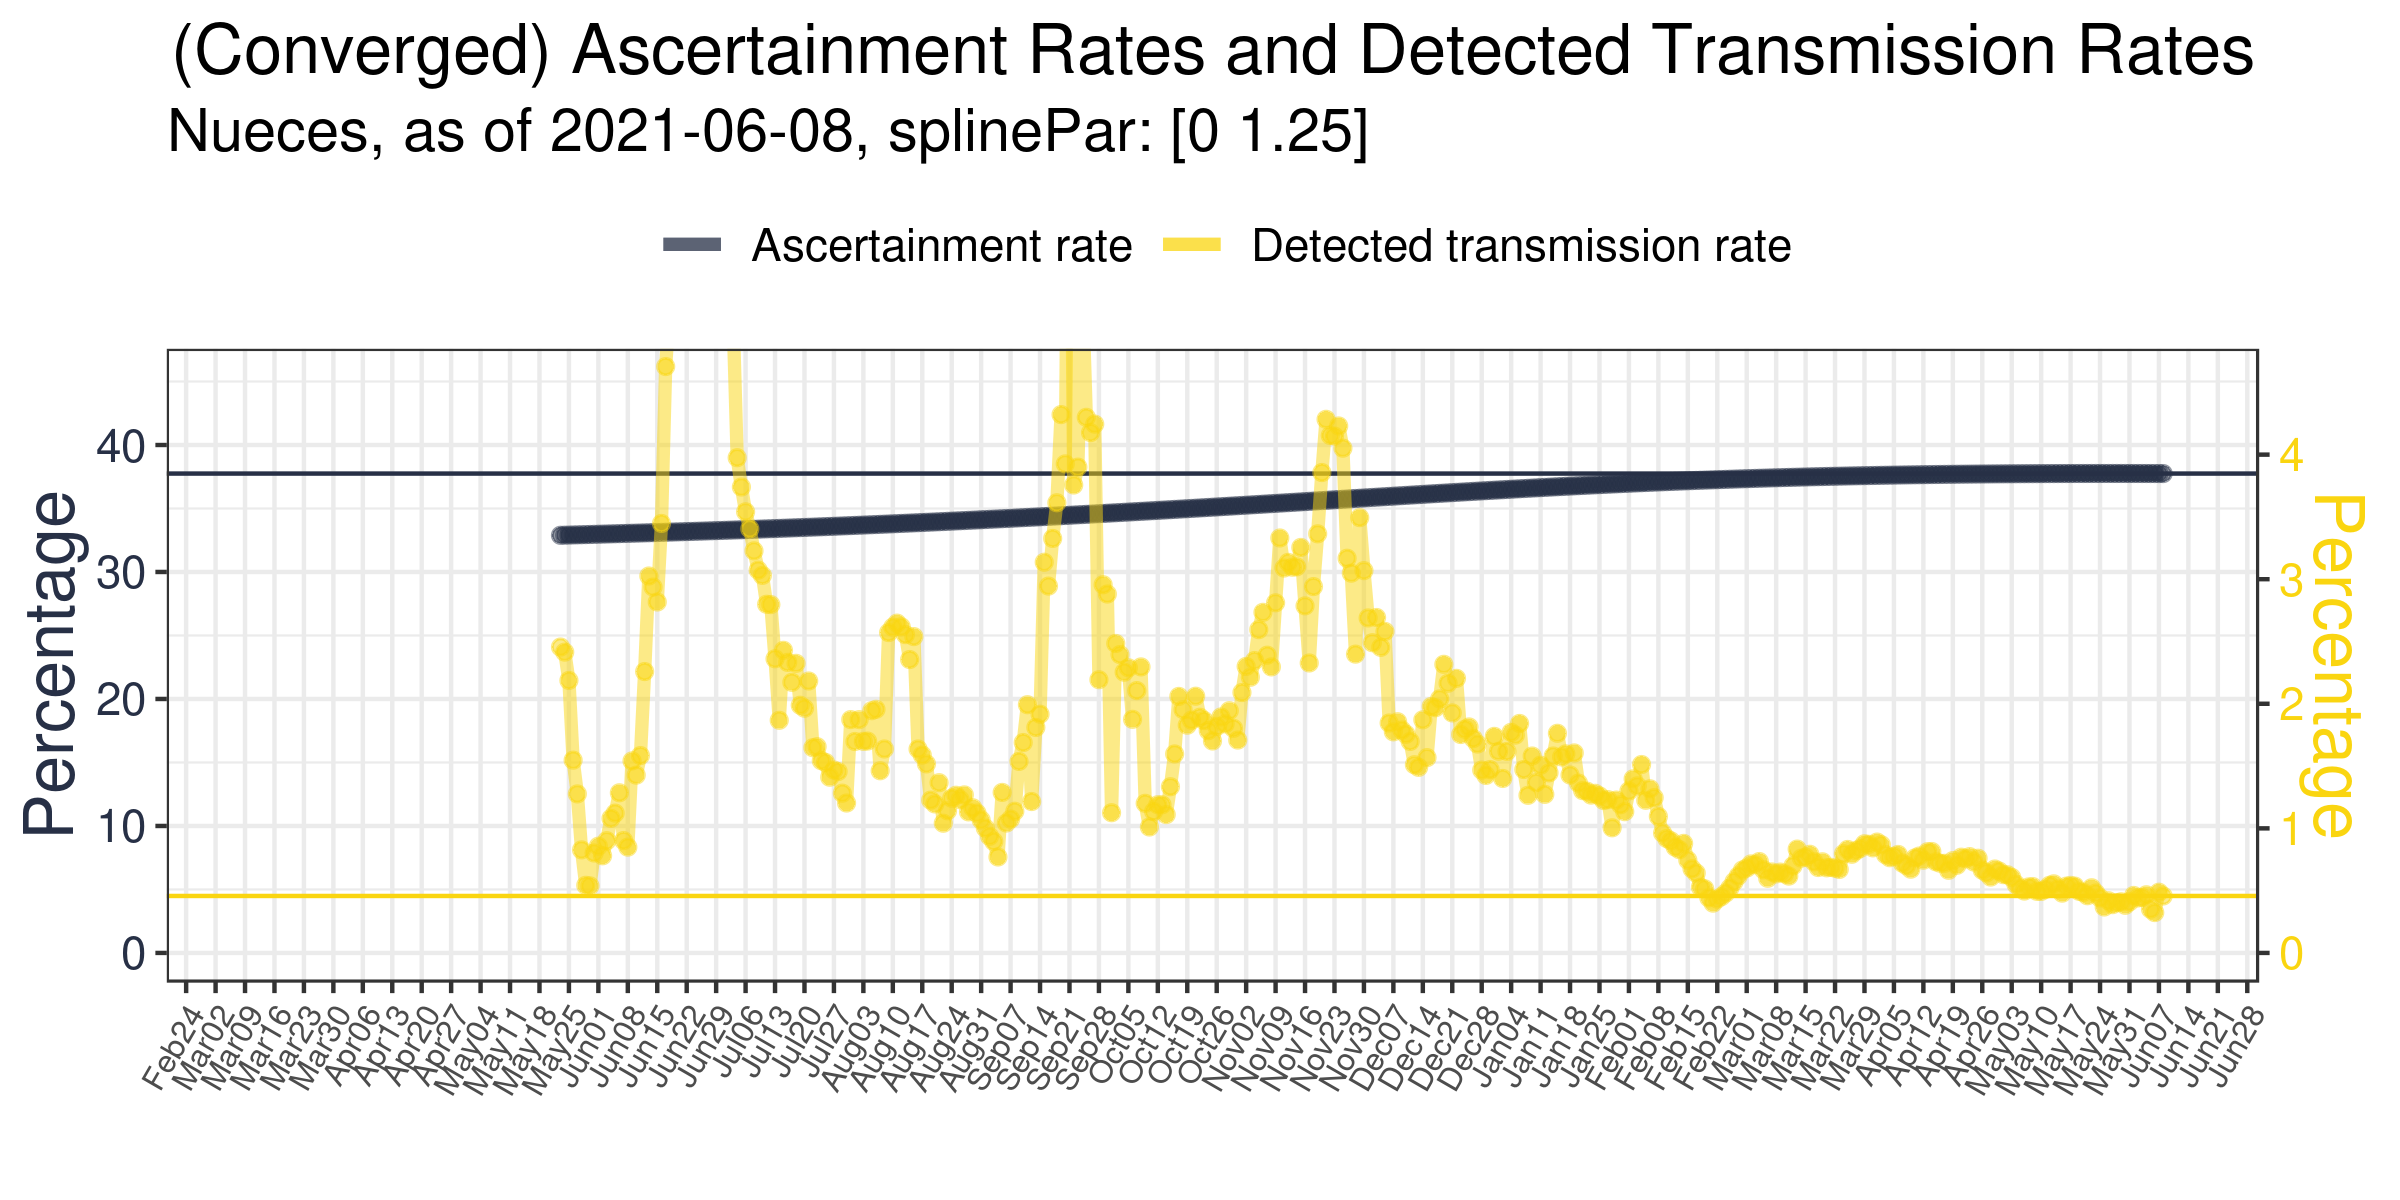 (Converged) Ascertainment Rates and Detected Transmission Rates
Nueces, as of 2021-06-08, splinePar: [0 1.25]
Ascertainment rate Detected transmission rate
Percentage
40
30
20
10
0
4
3
2
1
0
Percentage
Feb24
Mar02
Mar09
Mar16
Mar23
Mar30
Apr06
Apr13
Apr20
Apr27
May04
May11
May18
May25
Jun01
Jun08
Jun15
Jun22
Jun29
Jul06
Jul13
Jul20
Jul27
Aug03
Aug10
Aug17
Aug24
Aug31
Sep07
Sep14
Sep21
Sep28
Oct05
Oct12
Oct19
Oct26
Nov02
Nov09
Nov16
Nov23
Nov30
Dec07
Dec14
Dec21
Dec28
Jan04
Jan11
Jan18
Jan25
Feb01
Feb08
Feb15
Feb22
Mar01
Mar08
Mar15
Mar22
Mar29
Apr05
Apr12
Apr19
Apr26
May03
May10
May17
May24
May31
Jun07
Jun14
Jun21
Jun28